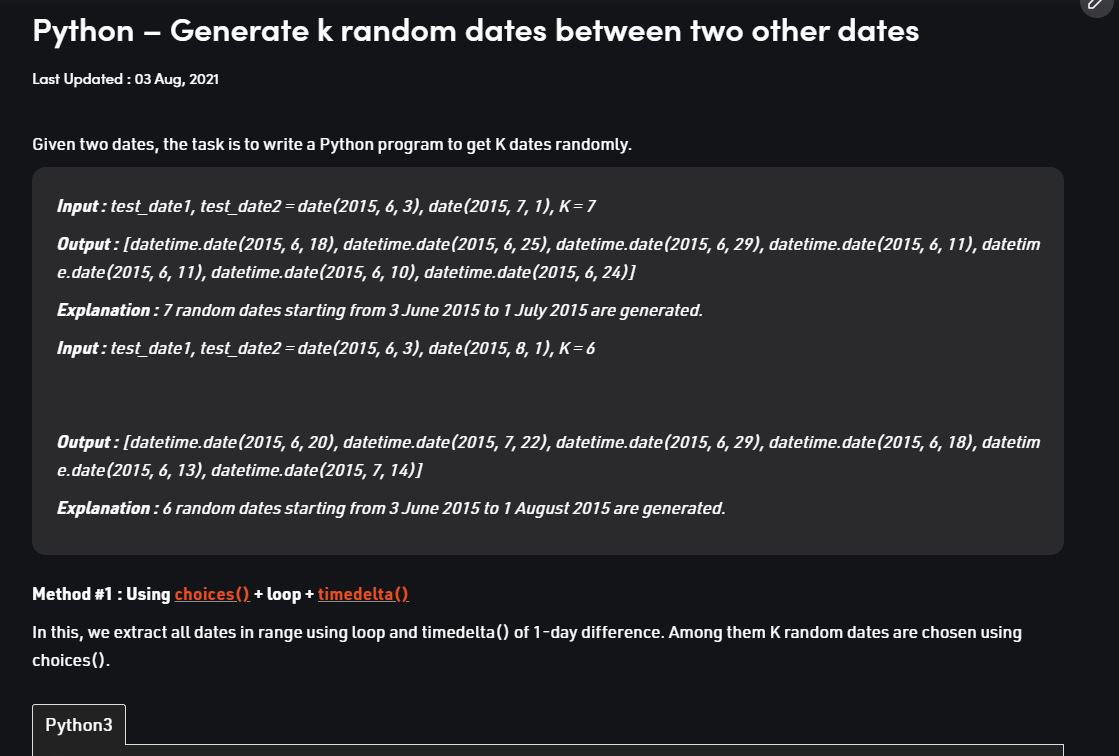 Python – Generate k random dates between two other dates
Last Updated : 03 Aug, 2021
Given two dates, the task is to write a Python program to get K dates randomly.
Input : test_date1, test_date2 = date(2015, 6, 3), date(2015, 7, 1), K = 7
Output : [datetime.date(2015, 6, 18), datetime.date(2015, 6, 25), datetime.date(2015, 6, 29), datetime.date(2015, 6, 11), datetim
e.date(2015, 6, 11), datetime.date(2015, 6, 10), datetime.date(2015, 6, 24)]
Explanation : 7 random dates starting from 3 June 2015 to 1 July 2015 are generated.
Input : test_date1, test_date2 = date(2015, 6, 3), date(2015, 8, 1), K = 6
Output : [datetime.date(2015, 6, 20), datetime.date(2015, 7, 22), datetime.date(2015, 6, 29), datetime.date(2015, 6, 18), datetim
e.date(2015, 6, 13), datetime.date(2015, 7, 14)]
Explanation : 6 random dates starting from 3 June 2015 to 1 August 2015 are generated.
Method #1 : Using choices() + loop + timedelta()
In this, we extract all dates in range using loop and timedelta() of 1-day difference. Among them K random dates are chosen using
choices().
Python3